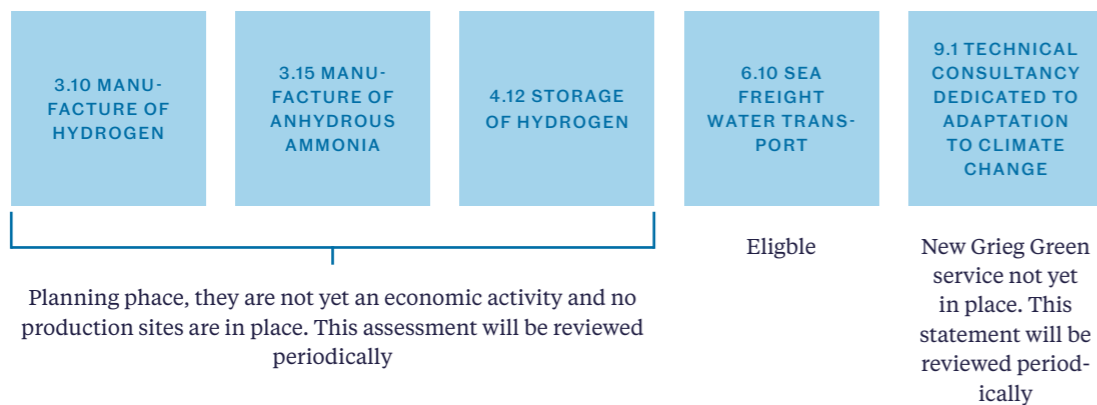 3.10 MANU-
FACTURE OF
HYDROGEN
3.15 MANU-
FACTURE OF
ANHYDROUS
AMMONIA
4.12 STORAGE
OF HYDROGEN
6.10 SEA
FREIGHT
WATER TRANS-
PORT
9.1 TECHNICAL
CONSULTANCY
DEDICATED TO
ADAPTATION
TO CLIMATE
CHANGE
Planning phace, they are not yet an economic activity and no
production sites are in place. This assessment will be reviewed
periodically
Eligble
New Grieg Green
service not yet
in place. This
statement will be
reviewed period-
ically